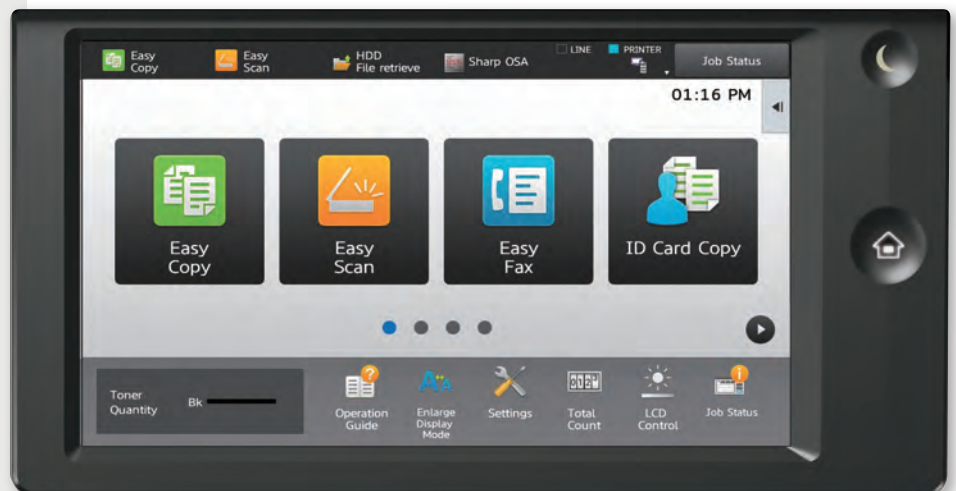 Easy
Copy
Easy
Scan
HDD
File retrieve
Sharp OSA
LINE
PRINTER
Job Status
01:16 PM
Easy
Copy
Easy
Scan
Easy
Fax
ID Card Copy
Toner
Quantity
Bk
Operation
Guide
Enlarge
Display
Mode
Settings
Total
Count
LCD
Control
Job Status